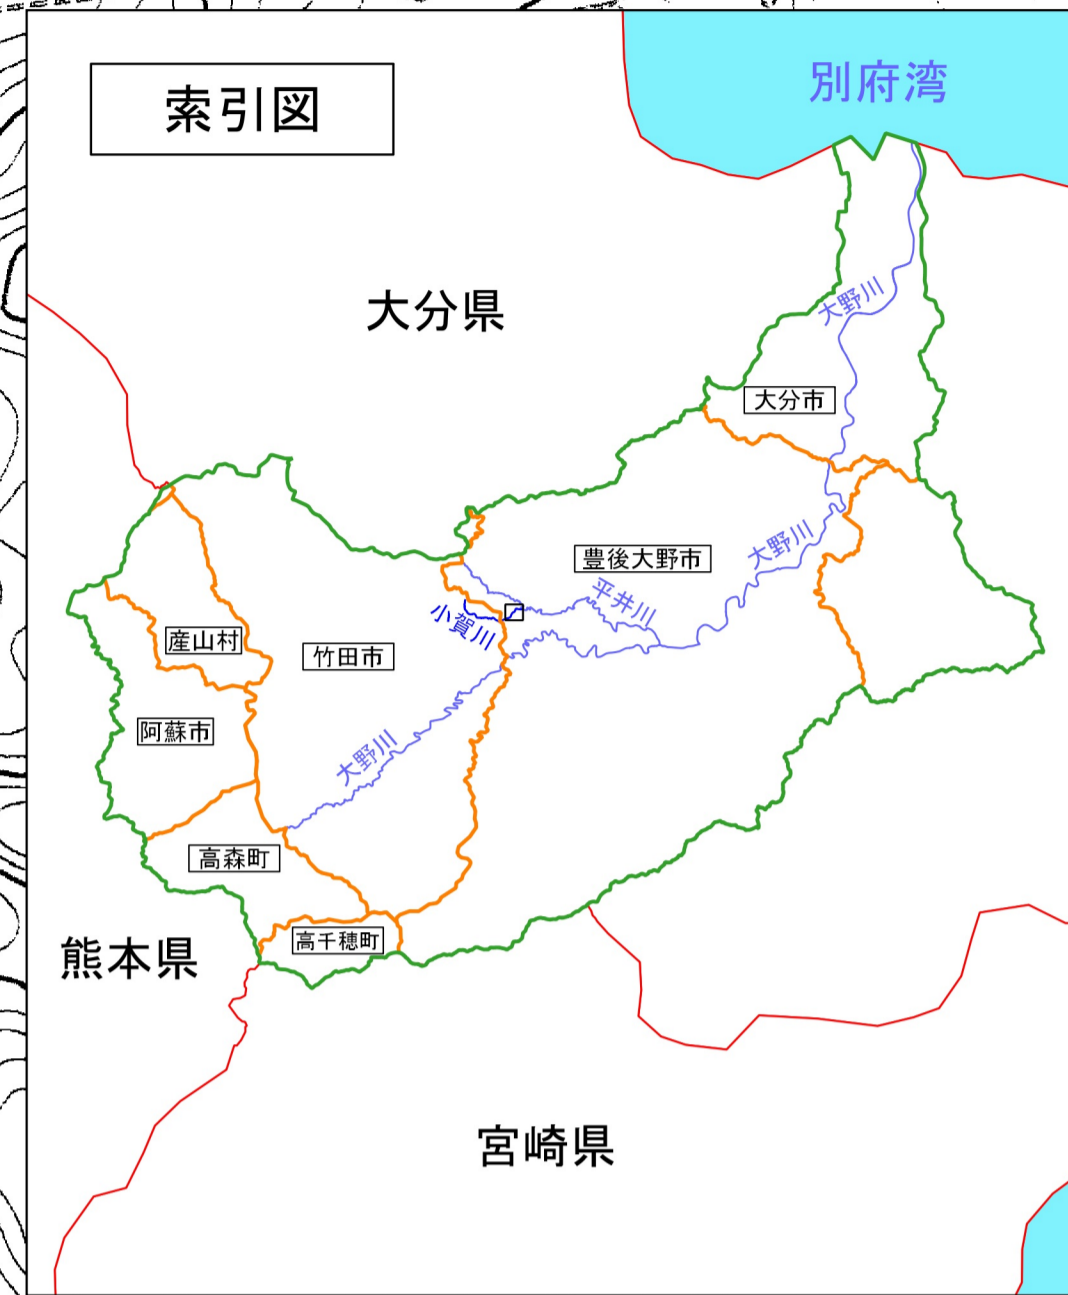 別府湾
索引図
大分県
大野川
大分市
豊後大野市
大野川
平井川
小賀川
産山村
竹田市
阿蘇市
大野川
高森町
高千穂町
熊本県
宮崎県